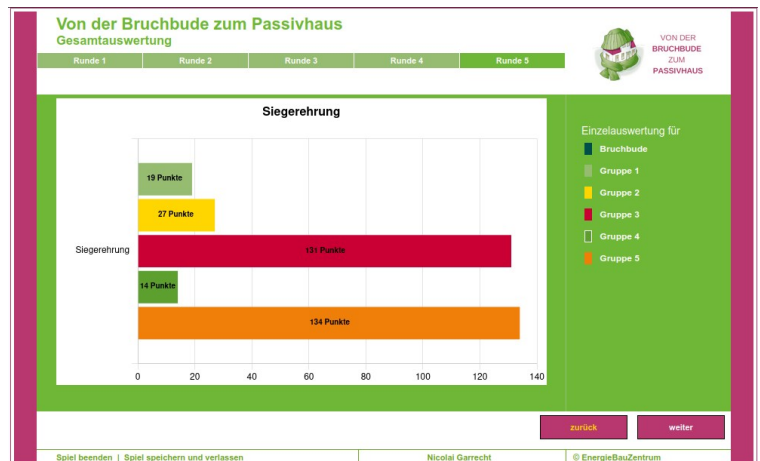 Von der Bruchbude zum Passivhaus
Gesamtauswertung
Runde 1
Runde 2
Runde 3
Runde 4
Runde 5
VON DER
BRUCHBUDE
ZUM
PASSIVHAUS
Siegerehrung
19 Punkte
27 Punkte
Siegerehrung
131 Punkte
14 Punkte
134 Punkte
0 20 40 60 80 100 120 140
Einzelauswertung für
Bruchbude
Gruppe 1
Gruppe 2
Gruppe 3
Gruppe 4
Gruppe 5
zurück
weiter
Spiel beenden | Spiel speichern und verlassen
Nicolai Garrecht
© EnergieBauZentrum